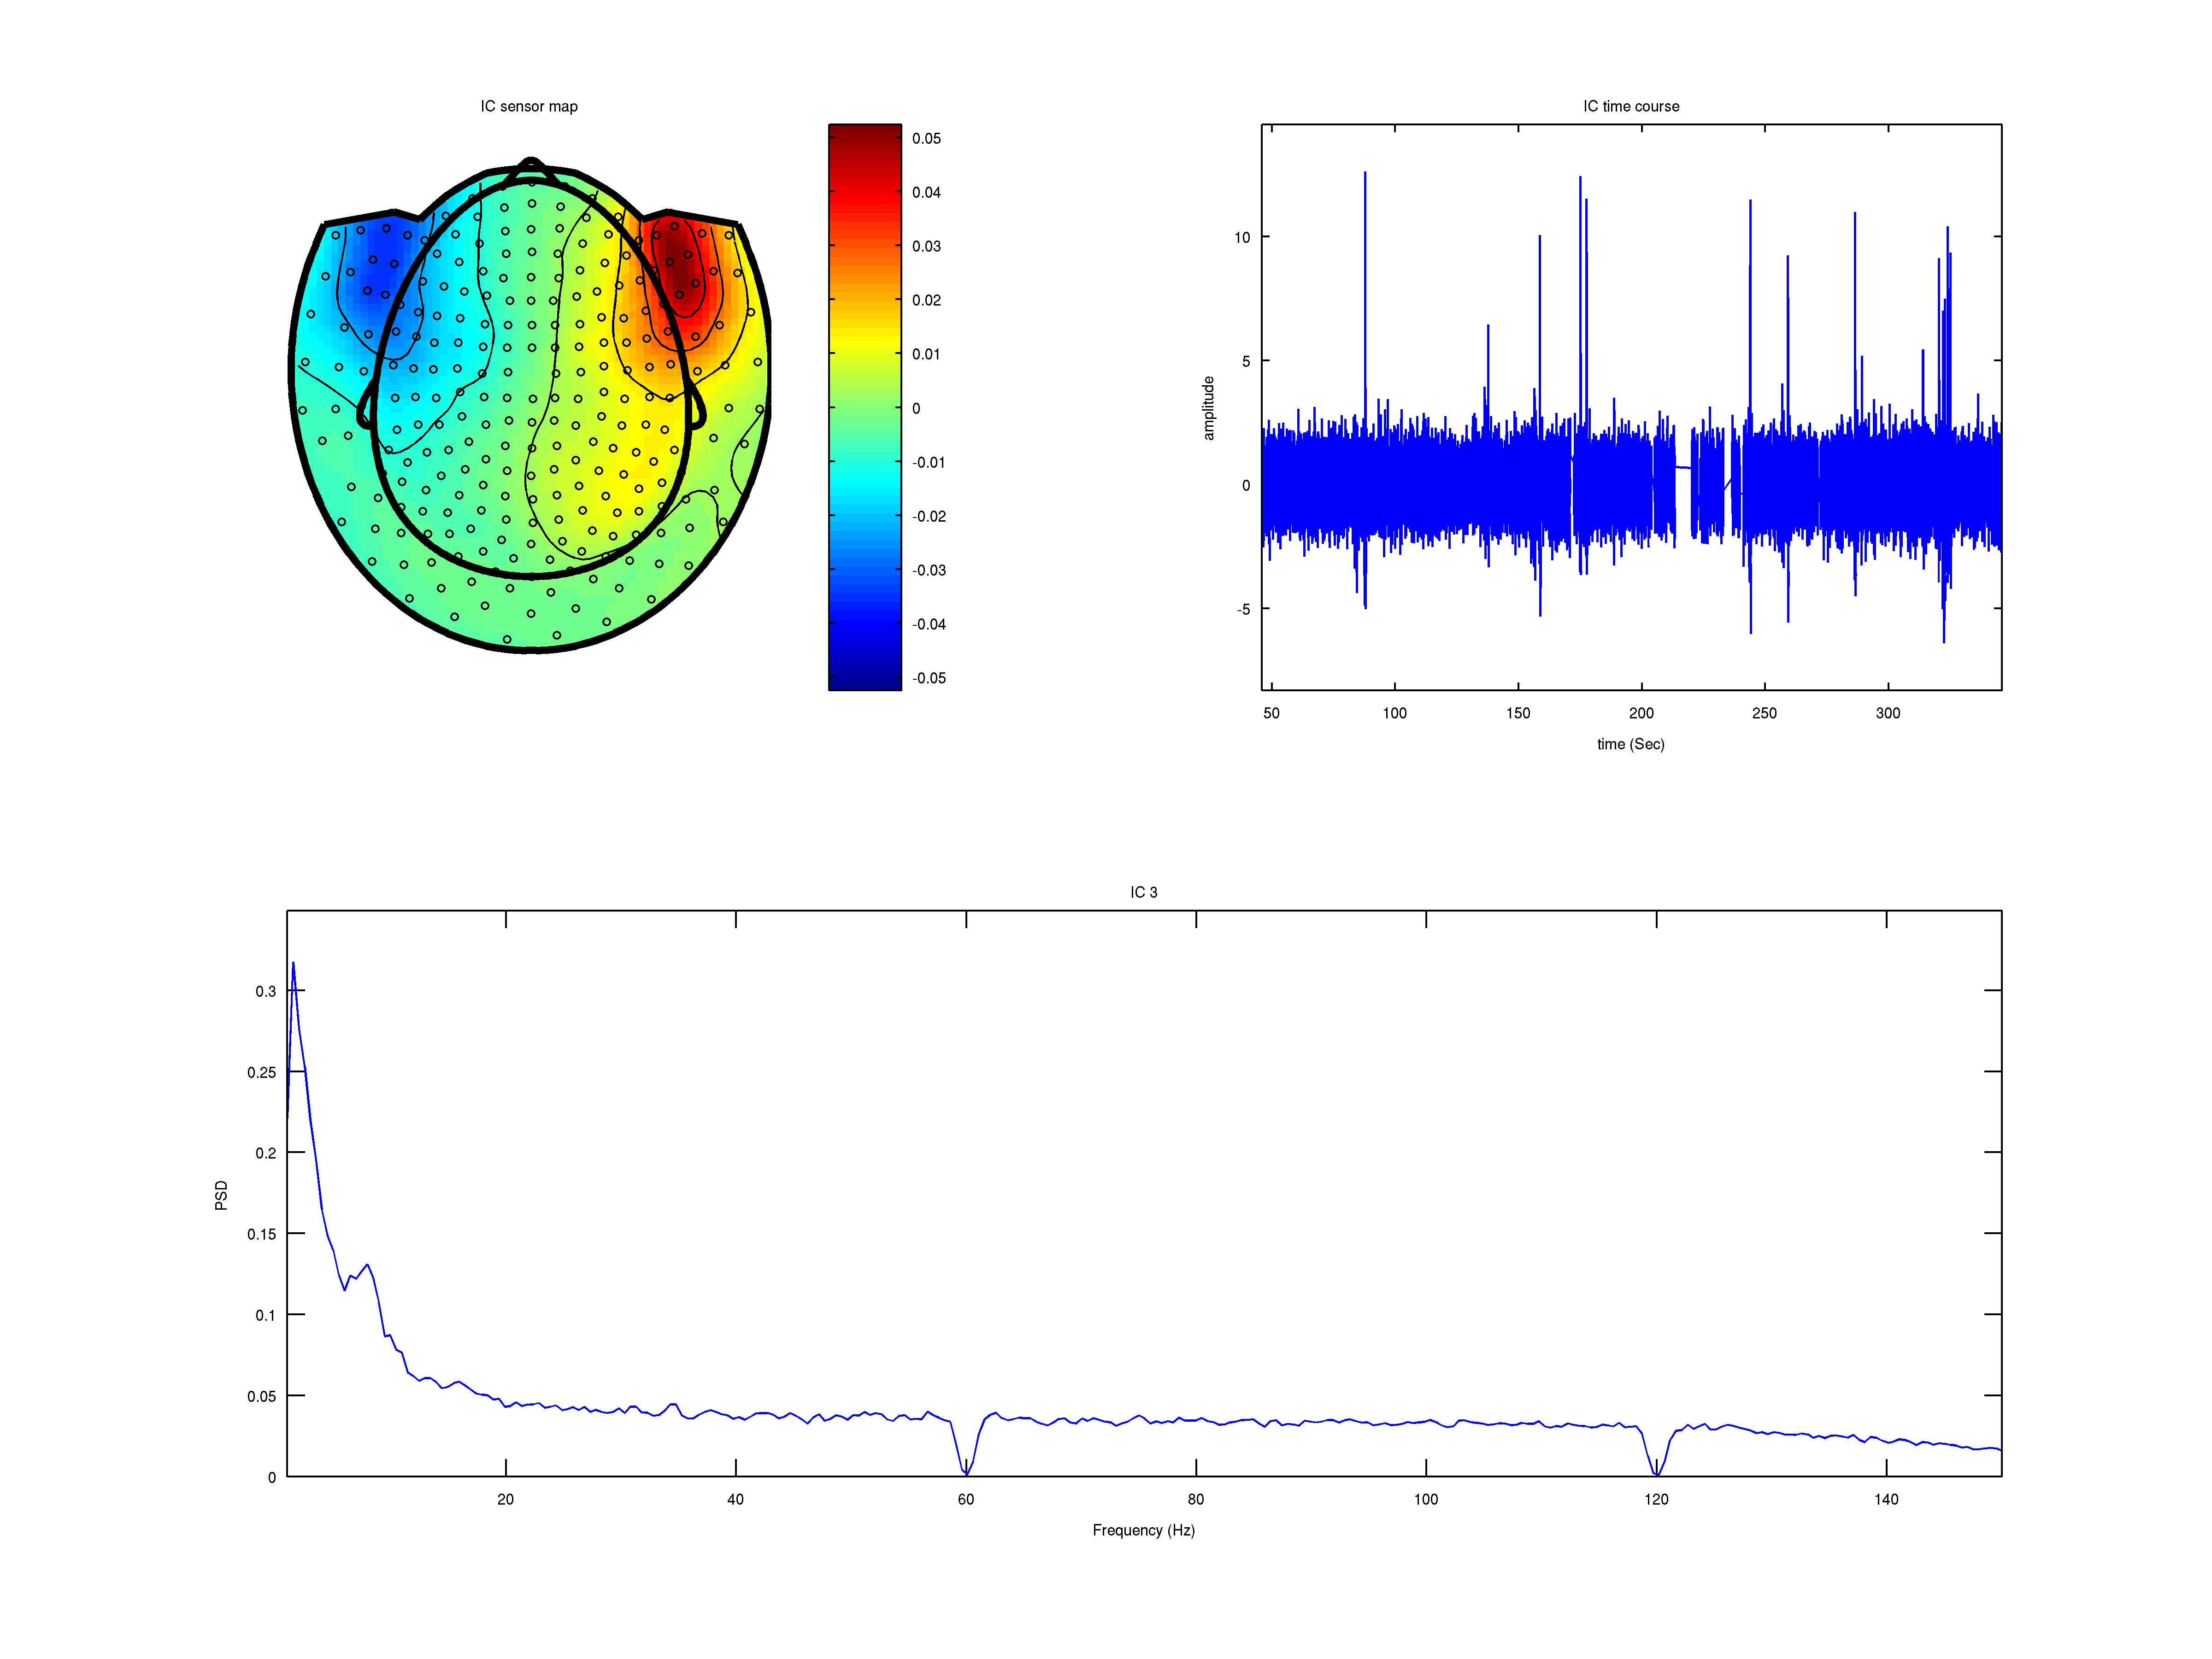 IC sensor map
0.05
0.04
0.03
0.02
0.01
0
-0.01
-0.02
-0.03
-0.04
-0.05
IC time course
amplitude
10
5
0
-5
50 100 150 200 250 300
time (Sec)
IC 3
PSD
0.3
0.25
0.2
0.15
0.1
0.05
0
20 40 60 80 100 120 140
Frequency (Hz)